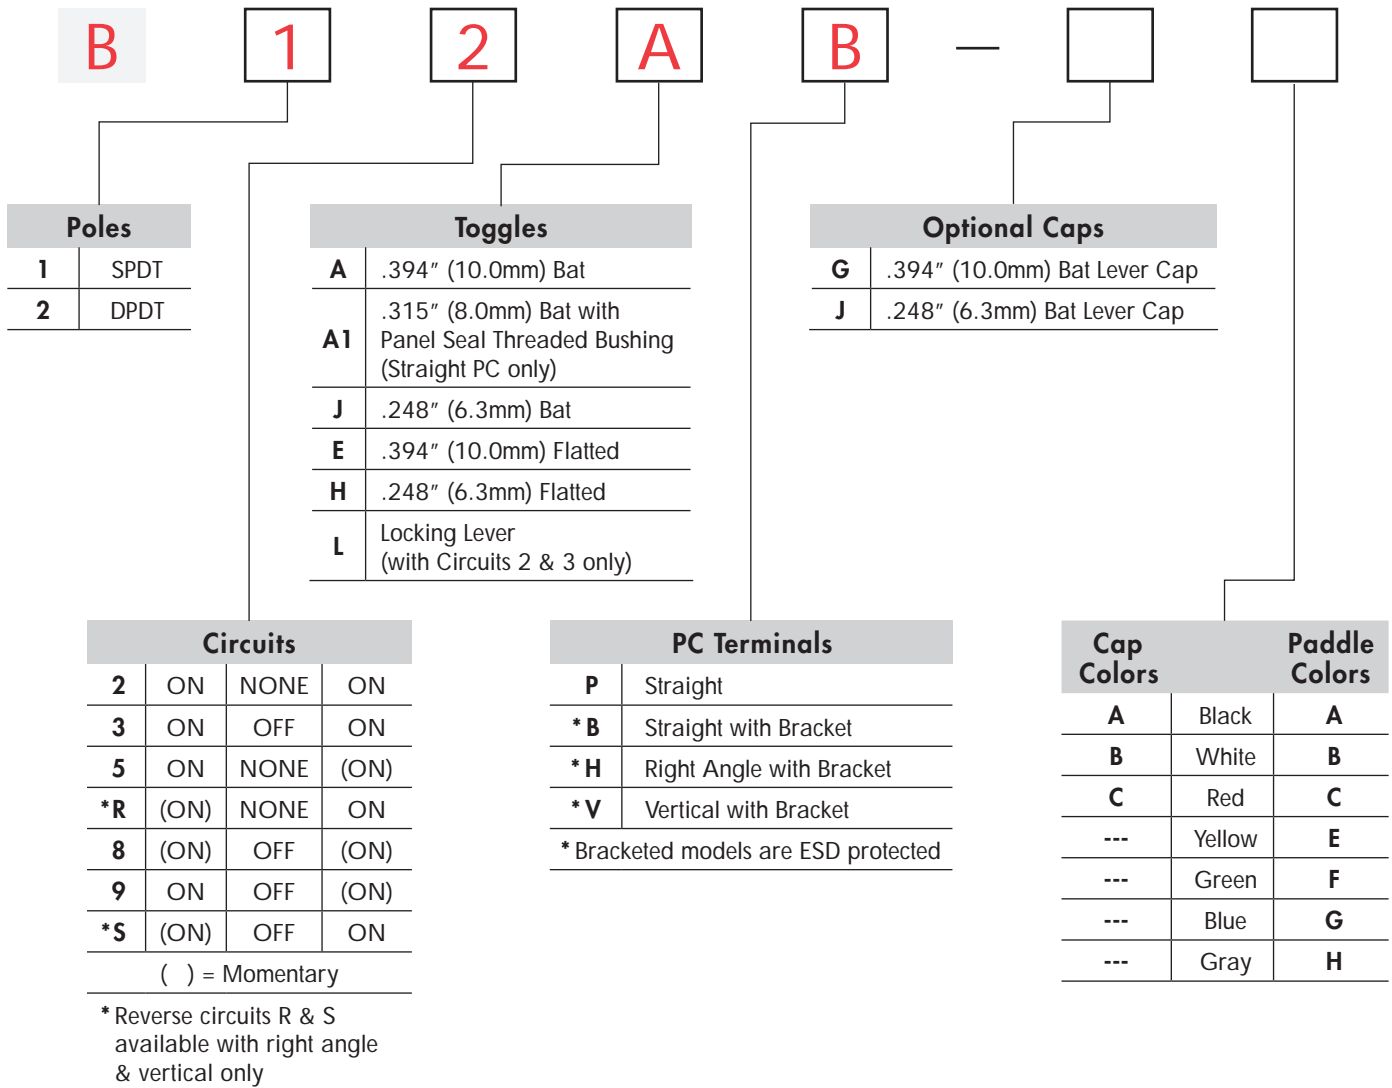 B 1 2 A B —
Poles
1 SPDT
2 DPDT
Toggles
A .394″ (10.0mm) Bat
A1 .315″ (8.0mm) Bat with
Panel Seal Threaded Bushing
(Straight PC only)
J .248″ (6.3mm) Bat
E .394″ (10.0mm) Flatted
H .248″ (6.3mm) Flatted
L Locking Lever
(with Circuits 2 & 3 only)
Optional Caps
G .394″ (10.0mm) Bat Lever Cap
J .248″ (6.3mm) Bat Lever Cap
Circuits
2 ON NONE ON
3 ON OFF ON
5 ON NONE (ON)
*R (ON) NONE ON
8 (ON) OFF (ON)
9 ON OFF (ON)
*S (ON) OFF ON
( ) = Momentary
* Reverse circuits R & S
available with right angle
& vertical only
PC Terminals
P Straight
*B Straight with Bracket
*H Right Angle with Bracket
*V Vertical with Bracket
* Bracketed models are ESD protected
Cap Paddle
Colors Colors
A Black A
B White B
C Red C
--- Yellow E
--- Green F
--- Blue G
--- Gray H